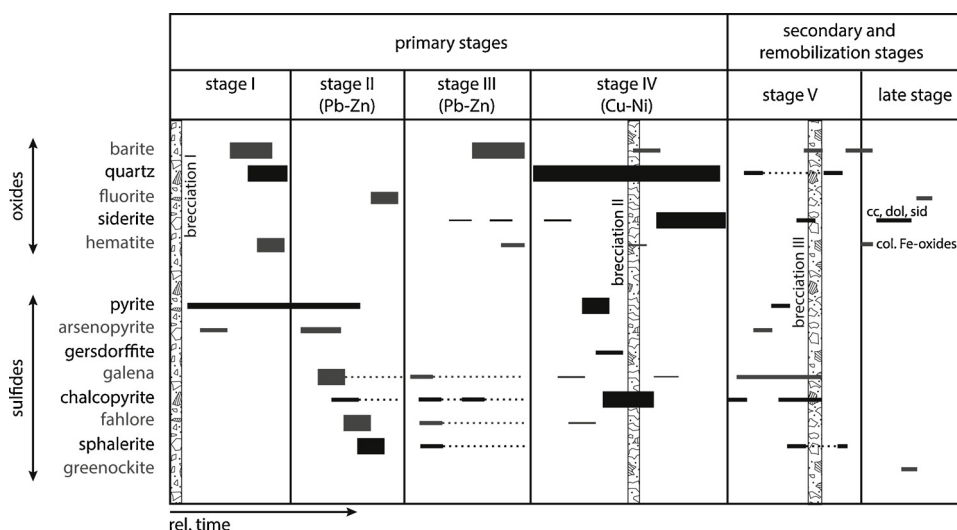 primary stages
secondary and
remobilization stages
stage I
stage II
(Pb-Zn)
stage III
(Pb-Zn)
stage IV
(Cu-Ni)
stage V
late stage
oxides
barite
quartz
fluorite
siderite
hematite
brecciation I
brecciation II
brecciation III
cc, dol, sid
col. Fe-oxides
sulfides
pyrite
arsenopyrite
gersdorffite
galena
chalcopyrite
fahlore
sphalerite
greenockite
rel. time